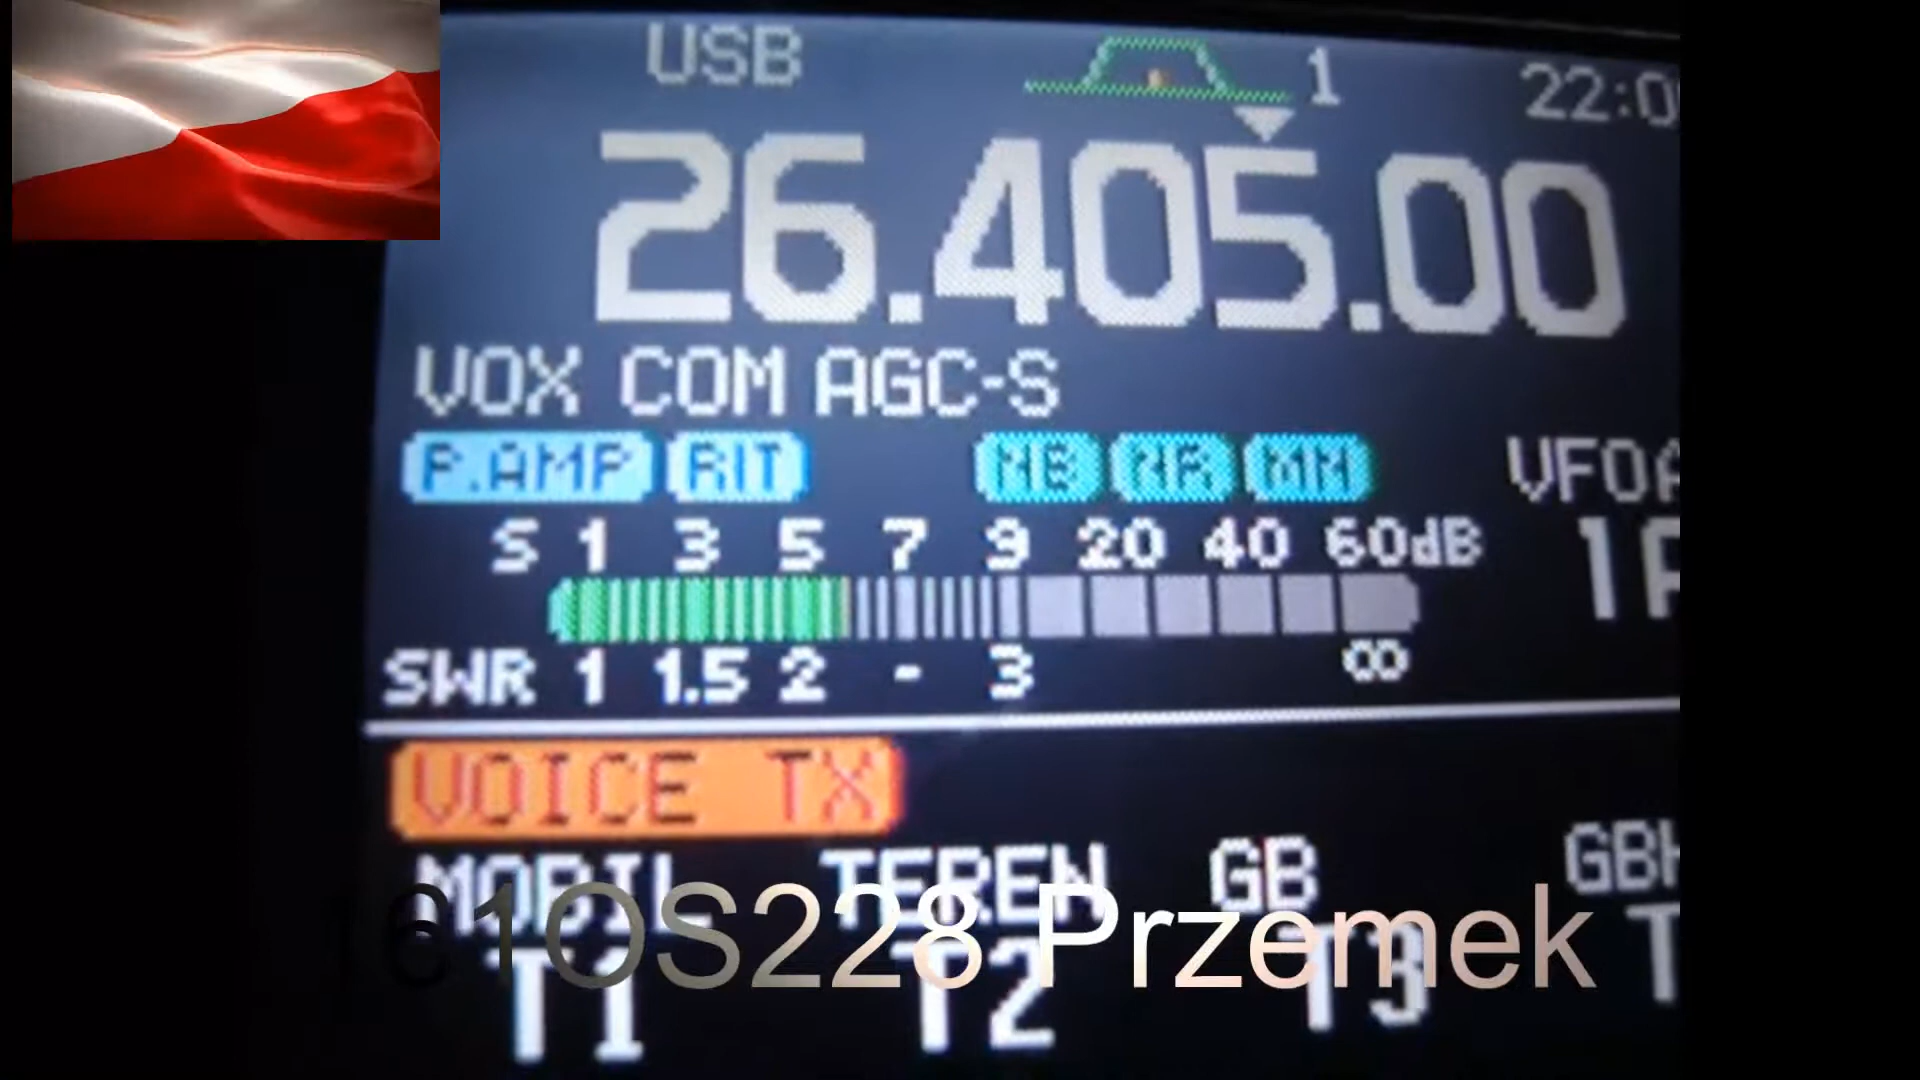 USB 1 22:0
26.405.00
VOX COM AGC-S
P.AMP RIT NB NR MN VFOA
S 1 3 5 7 9 20 40 60dB
SWR 1 1.5 2 - 3 ∞
VOICE TX
MOBIL TEREN GB
161OS228 Przemek
T1 T2 T3